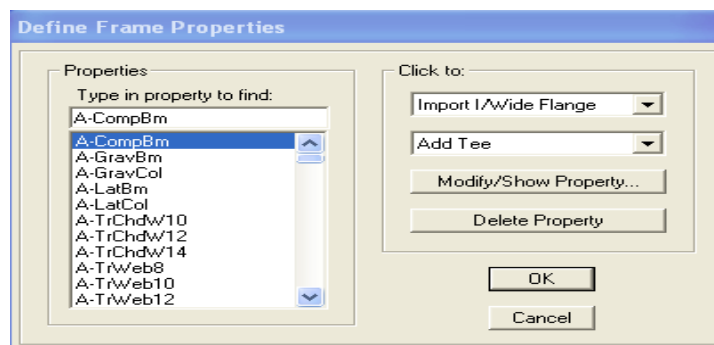 Define Frame Properties
Properties
Type in property to find:
A-CompBm
A-CompBm
A-GravBm
A-GravCol
A-LatBm
A-LatCol
A-TrChdW10
A-TrChdW12
A-TrChdW14
A-TrWeb8
A-TrWeb10
A-TrWeb12
Click to:
Import I/Wide Flange
Add Tee
Modify/Show Property...
Delete Property
OK
Cancel